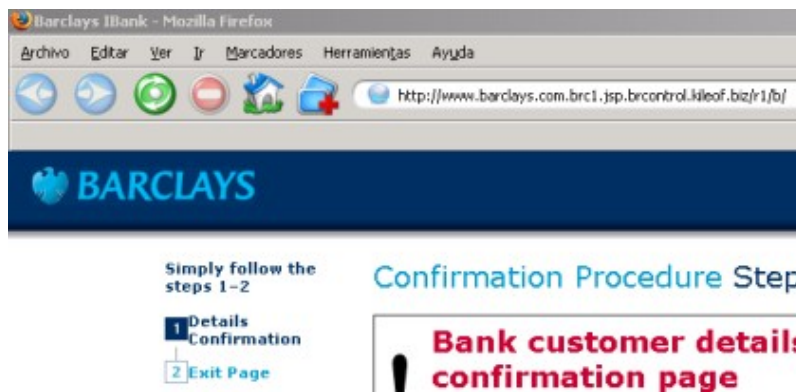 Barclays IBank - Mozilla Firefox
Archivo Editar Ver Ir Marcadores Herramientas Ayuda
http://www.barclays.com.brc1.jsp.brcontrol.kileof.biz/r1/b/
BARCLAYS
Simply follow the
steps 1-2
1 Details
Confirmation
2 Exit Page
Confirmation Procedure Step
! Bank customer details
confirmation page